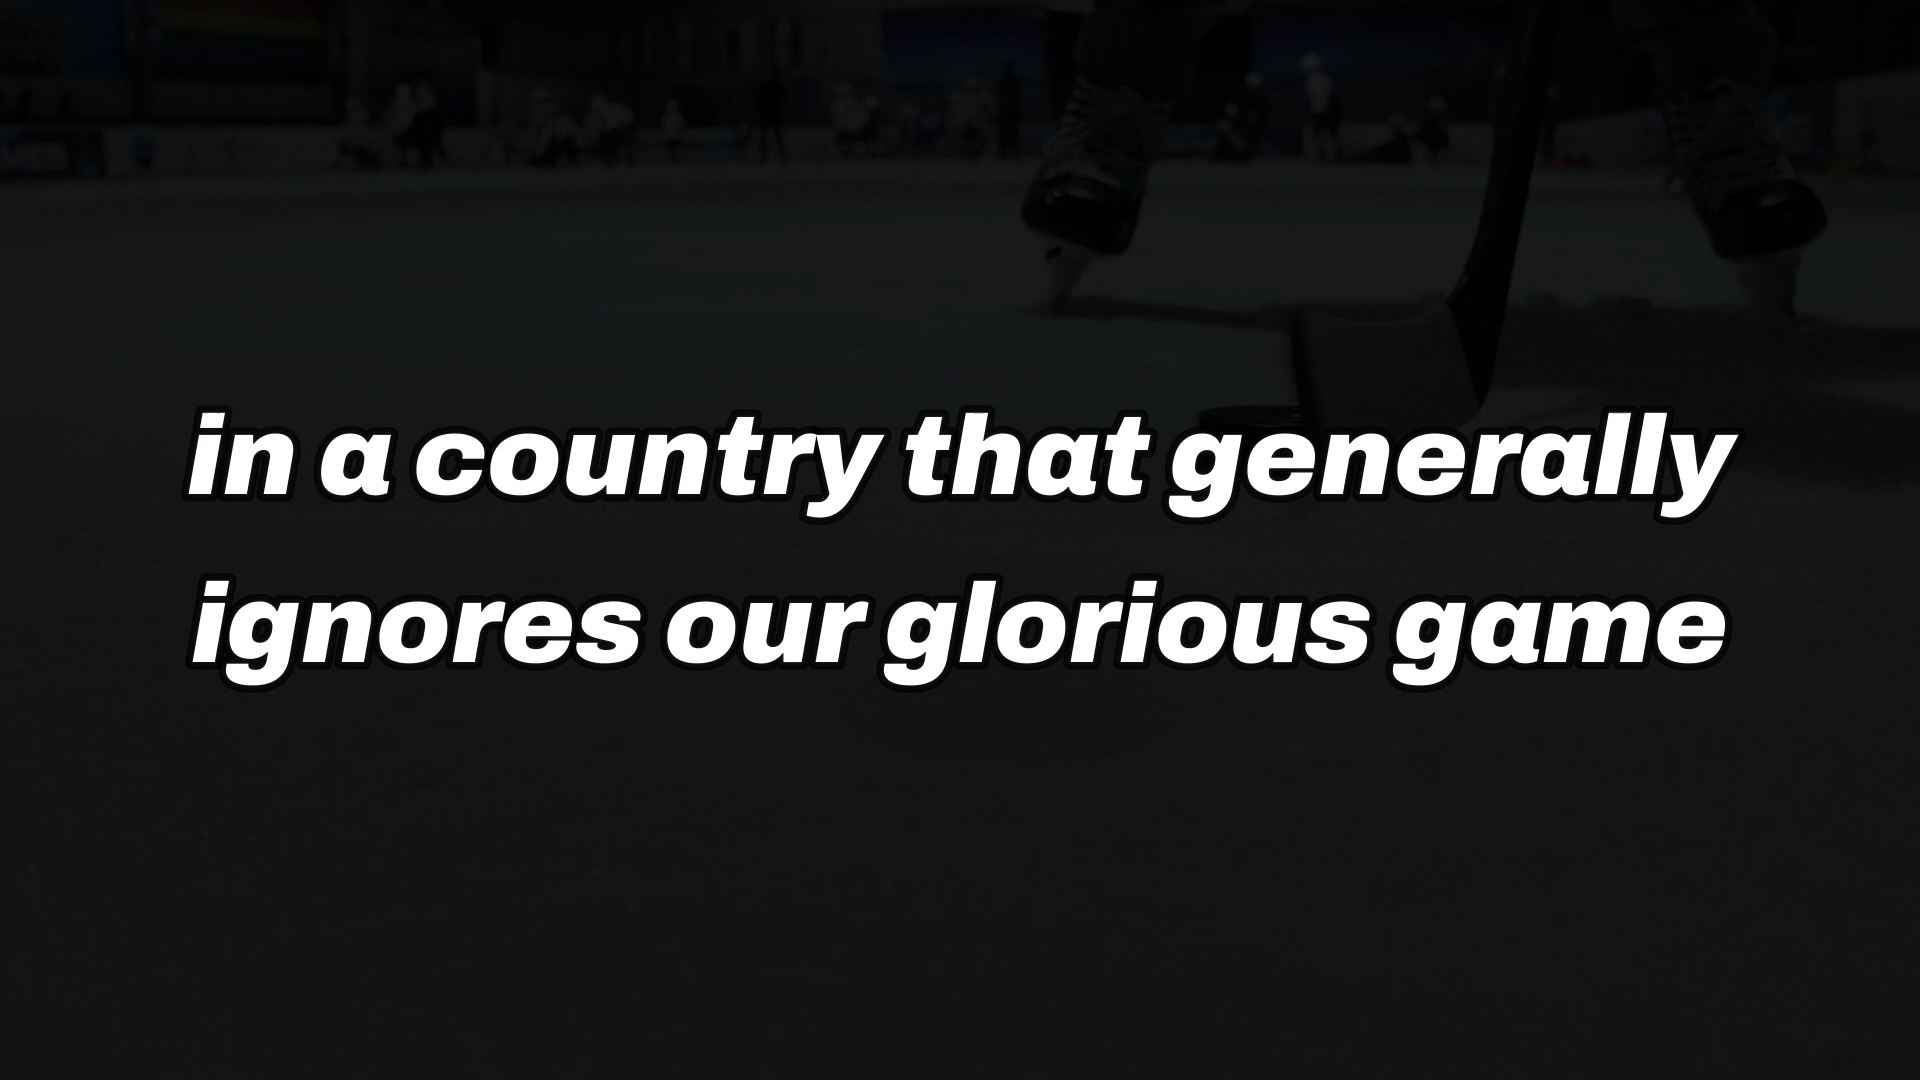 in a country that generally
ignores our glorious game